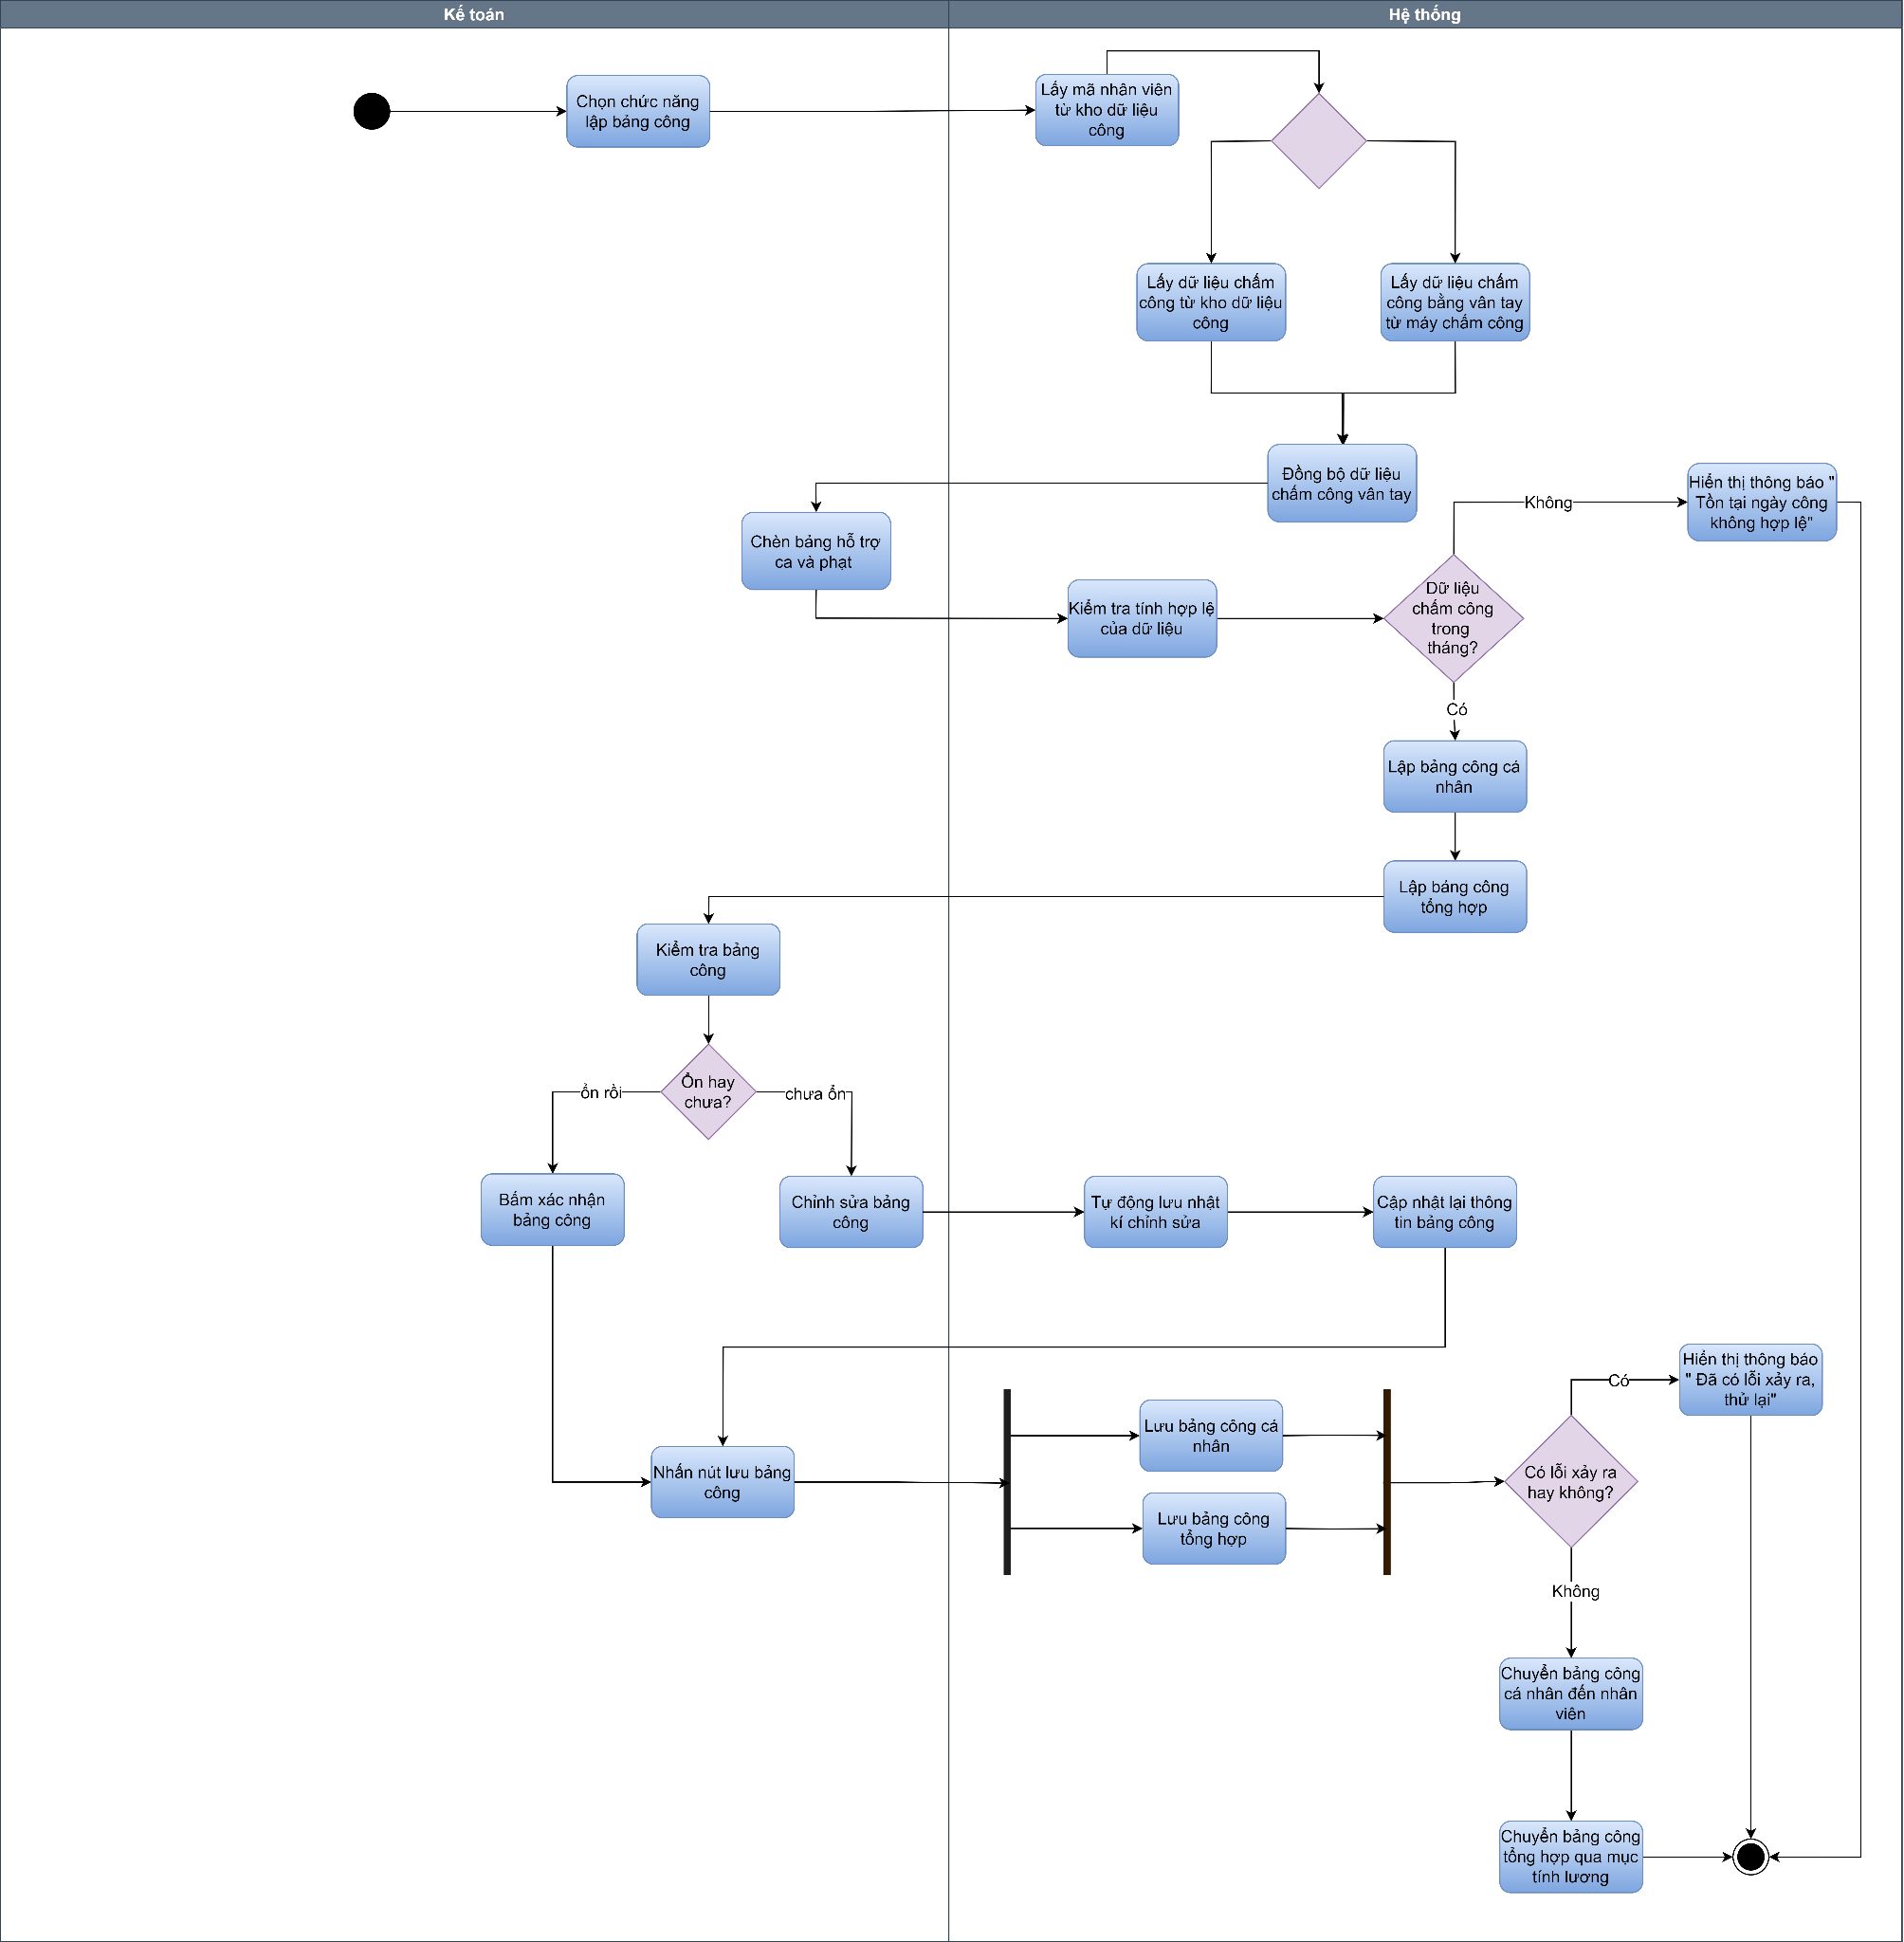 Kế toán
Hệ thống
Chọn chức năng
lập bảng công
Lấy mã nhân viên
từ kho dữ liệu
công
Lấy dữ liệu chấm
công từ kho dữ liệu
công
Lấy dữ liệu chấm
công bằng vân tay
từ máy chấm công
Đồng bộ dữ liệu
chấm công vân tay
Không
Hiển thị thông báo "
Tồn tại ngày công
không hợp lệ"
Chèn bảng hỗ trợ
ca và phạt
Kiểm tra tính hợp lệ
của dữ liệu
Dữ liệu
chấm công
trong
tháng?
Có
Lập bảng công cá
nhân
Lập bảng công
tổng hợp
Kiểm tra bảng
công
Ổn hay
chưa?
ổn rồi
chưa ổn
Bấm xác nhận
bảng công
Chỉnh sửa bảng
công
Tự động lưu nhật
kí chỉnh sửa
Cập nhật lại thông
tin bảng công
Nhấn nút lưu bảng
công
Lưu bảng công cá
nhân
Lưu bảng công
tổng hợp
Có lỗi xảy ra
hay không?
Có
Hiển thị thông báo
" Đã có lỗi xảy ra,
thử lại"
Không
Chuyển bảng công
cá nhân đến nhân
viên
Chuyển bảng công
tổng hợp qua mục
tính lương